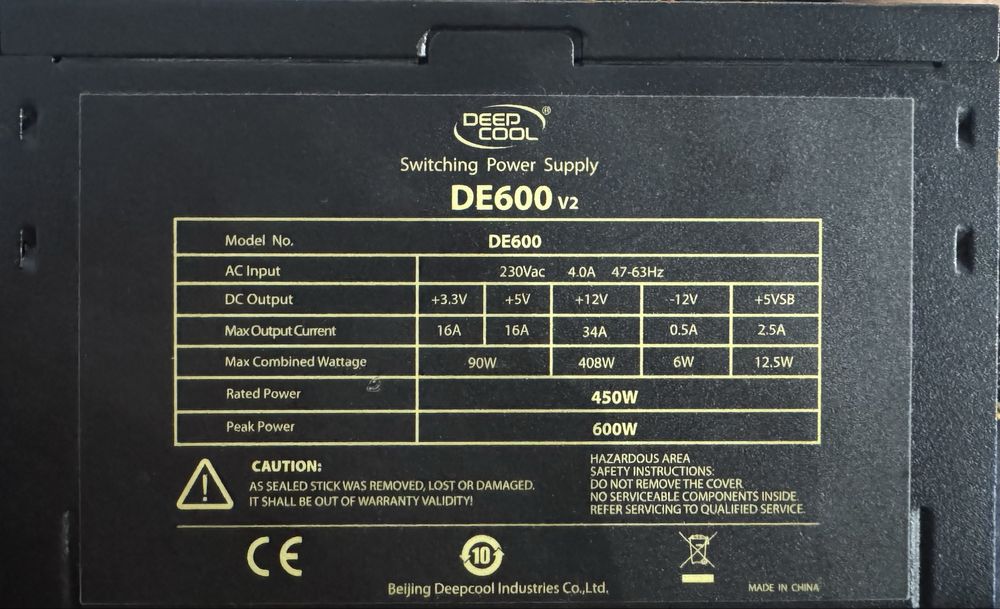 DEEP
COOL®
Switching Power Supply
DE600 V2
Model No. DE600
AC Input 230Vac 4.0A 47-63Hz
DC Output +3.3V +5V +12V -12V +5VSB
Max Output Current 16A 16A 34A 0.5A 2.5A
Max Combined Wattage 90W 408W 6W 12.5W
Rated Power 450W
Peak Power 600W
CAUTION:
AS SEALED STICK WAS REMOVED, LOST OR DAMAGED.
IT SHALL BE OUT OF WARRANTY VALIDITY!
HAZARDOUS AREA
SAFETY INSTRUCTIONS:
DO NOT REMOVE THE COVER
NO SERVICEABLE COMPONENTS INSIDE.
REFER SERVICING TO QUALIFIED SERVICE.
CE
10
Beijing Deepcool Industries Co.,Ltd.
MADE IN CHINA